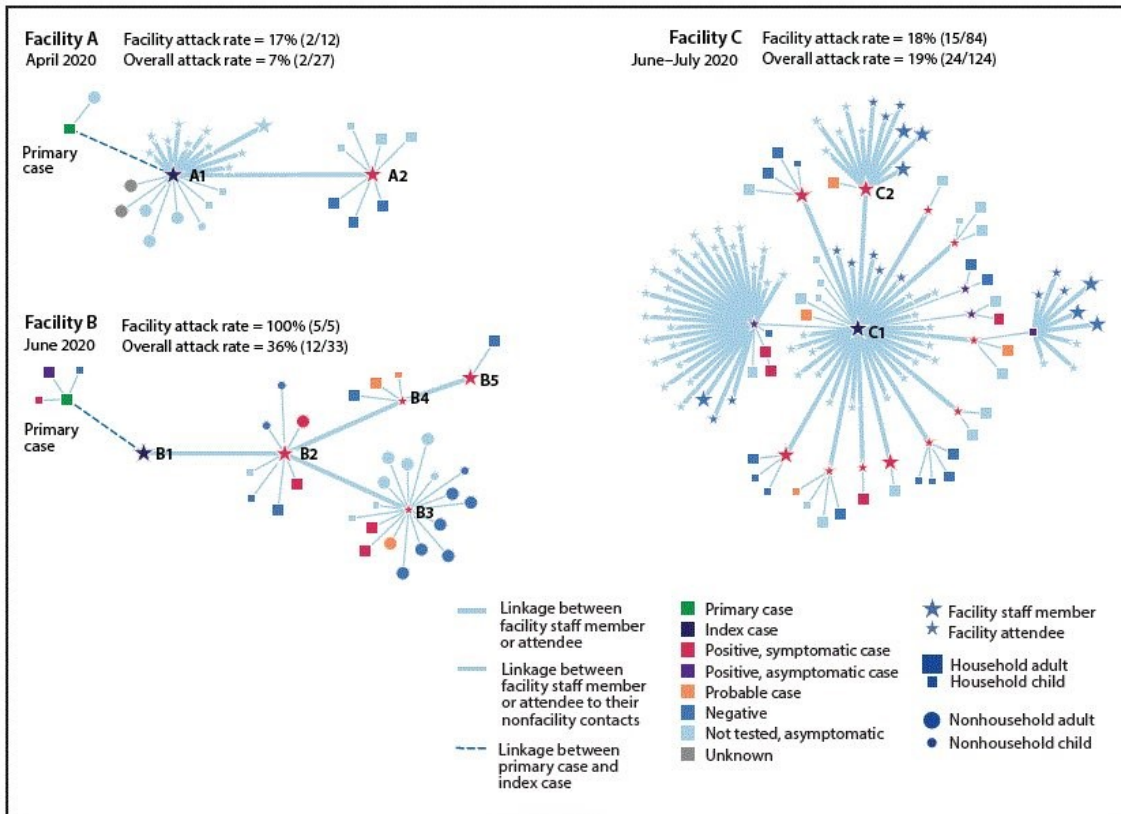 Facility A Facility attack rate = 17% (2/12)
April 2020 Overall attack rate = 7% (2/27)
Primary
case
A1
A2
Facility B Facility attack rate = 100% (5/5)
June 2020 Overall attack rate = 36% (12/33)
Primary
case
B1
B2
B3
B4
B5
Facility C Facility attack rate = 18% (15/84)
June–July 2020 Overall attack rate = 19% (24/124)
C2
C1
Linkage between
facility staff member
or attendee
Linkage between
facility staff member
or attendee to their
nonfacility contacts
Linkage between
primary case and
index case
Primary case
Index case
Positive, symptomatic case
Positive, asymptomatic case
Probable case
Negative
Not tested, asymptomatic
Unknown
Facility staff member
Facility attendee
Household adult
Household child
Nonhousehold adult
Nonhousehold child